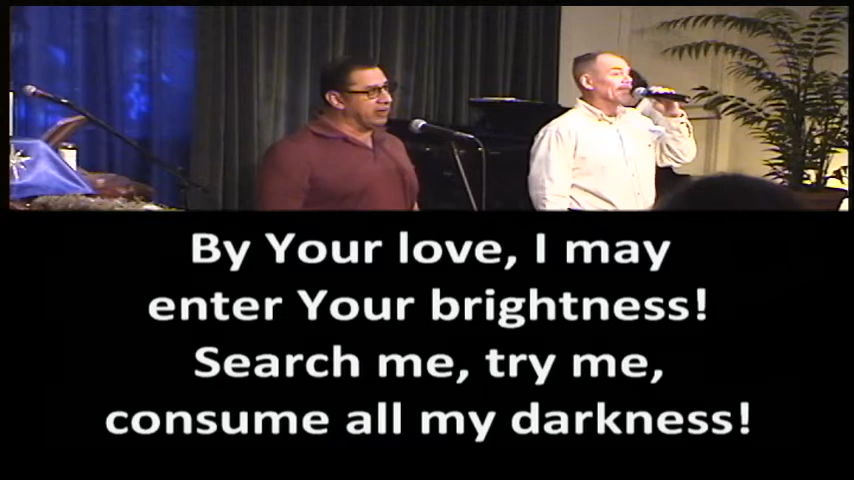 By Your love, I may
enter Your brightness!
Search me, try me,
consume all my darkness!